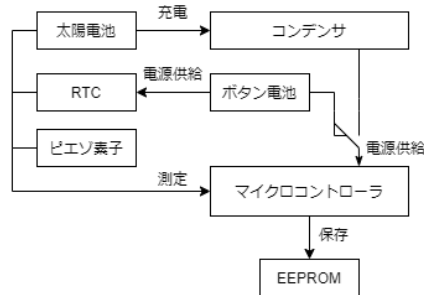 充電
太陽電池
コンデンサ
電源供給
RTC
ボタン電池
電源供給
ピエゾ素子
測定
マイクロコントローラ
保存
EEPROM